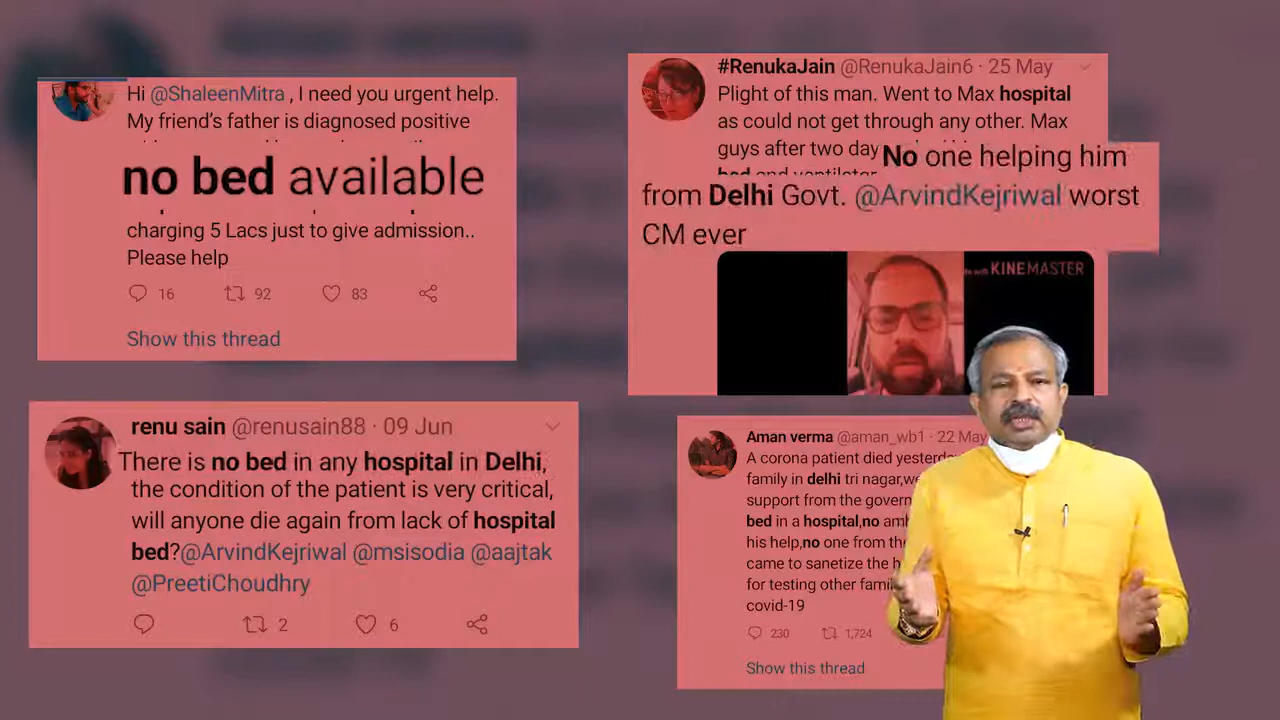 Hi @ShaleenMitra , I need you urgent help.
My friend's father is diagnosed positive
no bed available
charging 5 Lacs just to give admission..
Please help
16 92 83
Show this thread
#RenukaJain @RenukaJain6 · 25 May
Plight of this man. Went to Max hospital
as could not get through any other. Max
guys after two day
bed and ventilator
No one helping him
from Delhi Govt. @ArvindKejriwal worst
CM ever
KINEMASTER
renu sain @renusain88 · 09 Jun
There is no bed in any hospital in Delhi,
the condition of the patient is very critical,
will anyone die again from lack of hospital
bed?@ArvindKejriwal @msisodia @aajtak
@PreetiChoudhry
2 6
Aman verma @aman_wb1 · 22 May
A corona patient died yesterd
family in delhi tri nagar,we
support from the govern
bed in a hospital,no am
his help,no one from the
came to sanetize the h
for testing other fami
covid-19
230 1,724
Show this thread